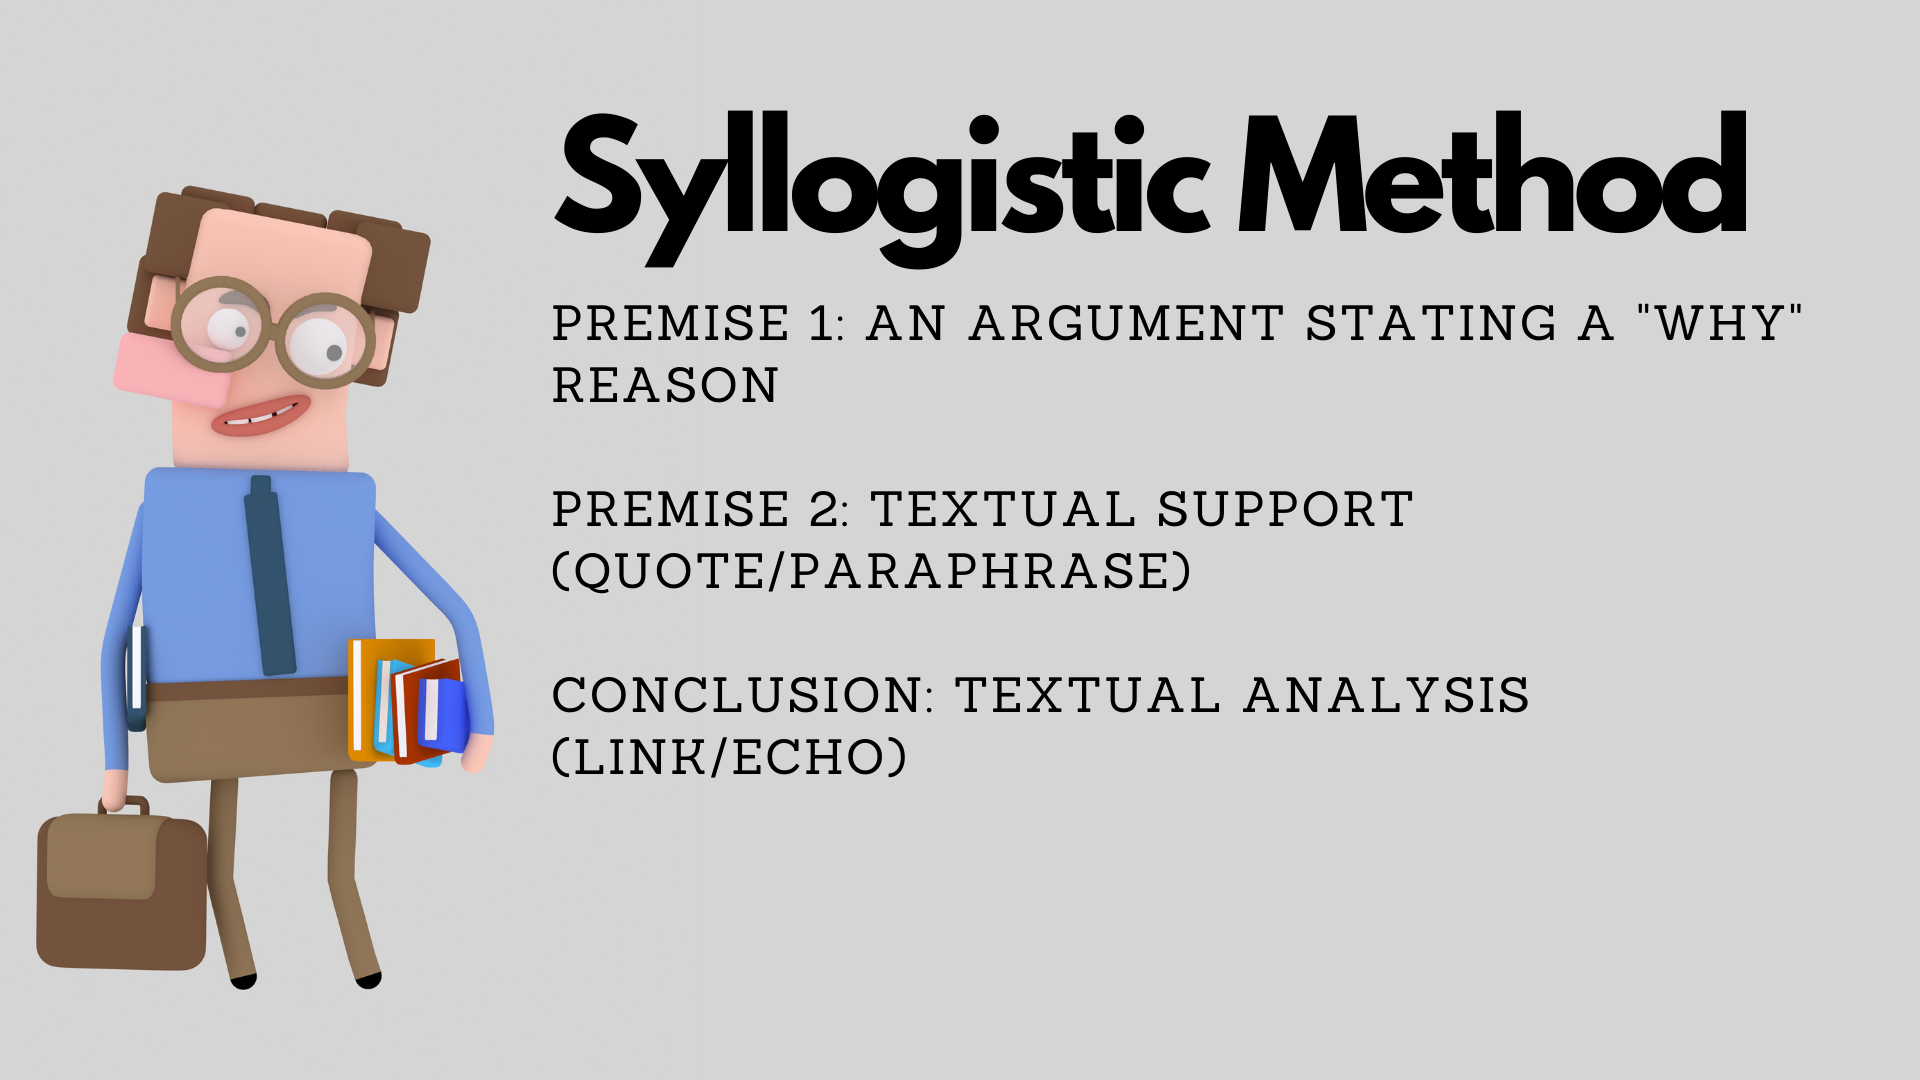 Syllogistic Method
PREMISE 1: AN ARGUMENT STATING A "WHY"
REASON
PREMISE 2: TEXTUAL SUPPORT
(QUOTE/PARAPHRASE)
CONCLUSION: TEXTUAL ANALYSIS
(LINK/ECHO)